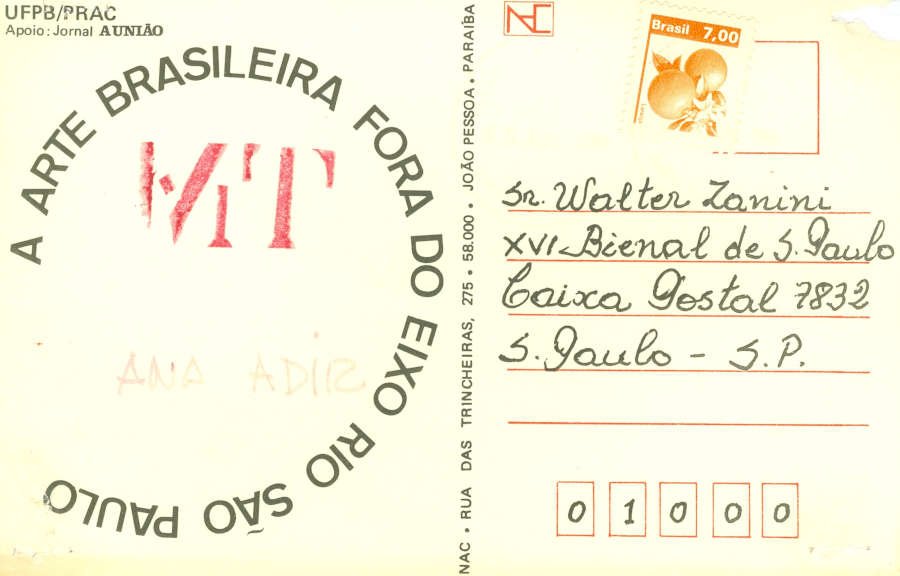 UFPB/PRAC
Apoio: Jornal A UNIÃO
A ARTE BRASILEIRA FORA DO EIXO RIO SÃO PAULO
MT
ANA ADIR
NAC • RUA DAS TRINCHEIRAS, 275 • 58.000 • JOÃO PESSOA • PARAÍBA
NAC
Brasil 7,00
Sr. Walter Zanini
XVI - Bienal de S. Paulo
Caixa Postal 7832
S. Paulo - S.P.
0 1 0 0 0